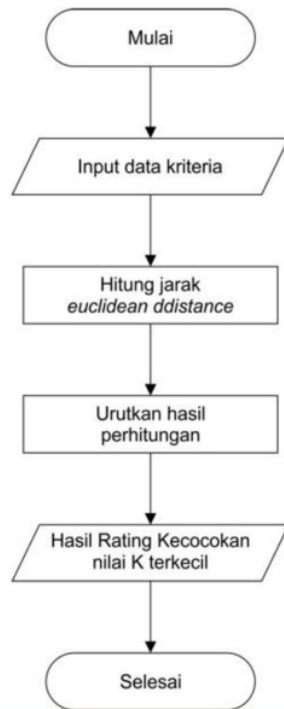 Mulai
Input data kriteria
Hitung jarak
euclidean ddistance
Urutkan hasil
perhitungan
Hasil Rating Kecocokan
nilai K terkecil
Selesai